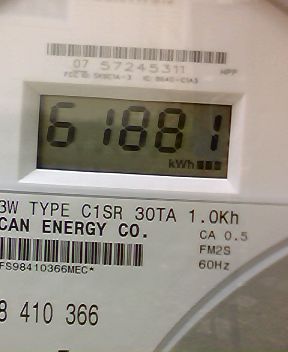 07 57245311
HPP
61881
kWh
3W TYPE C1SR 30TA 1.0Kh
CAN ENERGY CO.
CA 0.5
FM2S
FS98410366MEC*
60Hz
8 410 366